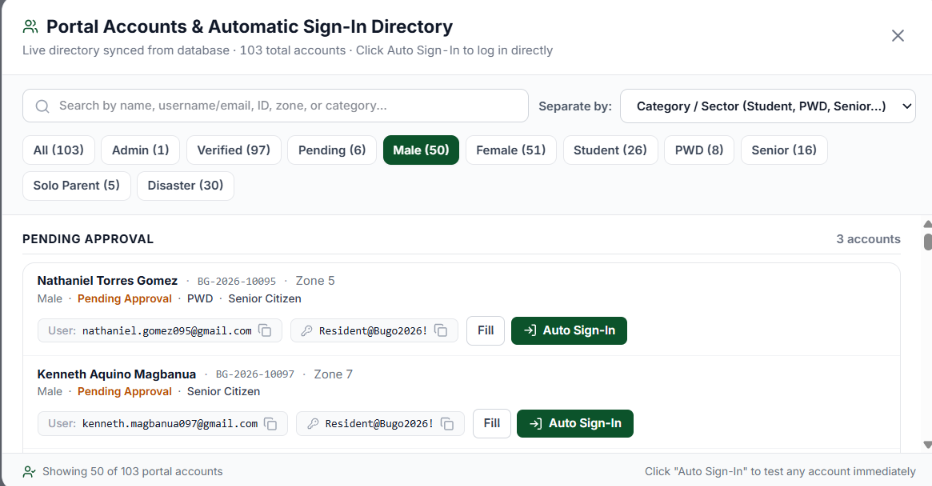 Portal Accounts & Automatic Sign-In Directory
Live directory synced from database · 103 total accounts · Click Auto Sign-In to log in directly
Search by name, username/email, ID, zone, or category...
Separate by:
Category / Sector (Student, PWD, Senior...)
All (103) Admin (1) Verified (97) Pending (6) Male (50) Female (51) Student (26) PWD (8) Senior (16)
Solo Parent (5) Disaster (30)
PENDING APPROVAL
3 accounts
Nathaniel Torres Gomez · BG-2026-10095 · Zone 5
Male · Pending Approval · PWD · Senior Citizen
User: nathaniel.gomez095@gmail.com Resident@Bugo2026! Fill Auto Sign-In
Kenneth Aquino Magbanua · BG-2026-10097 · Zone 7
Male · Pending Approval · Senior Citizen
User: kenneth.magbanua097@gmail.com Resident@Bugo2026! Fill Auto Sign-In
Showing 50 of 103 portal accounts
Click "Auto Sign-In" to test any account immediately